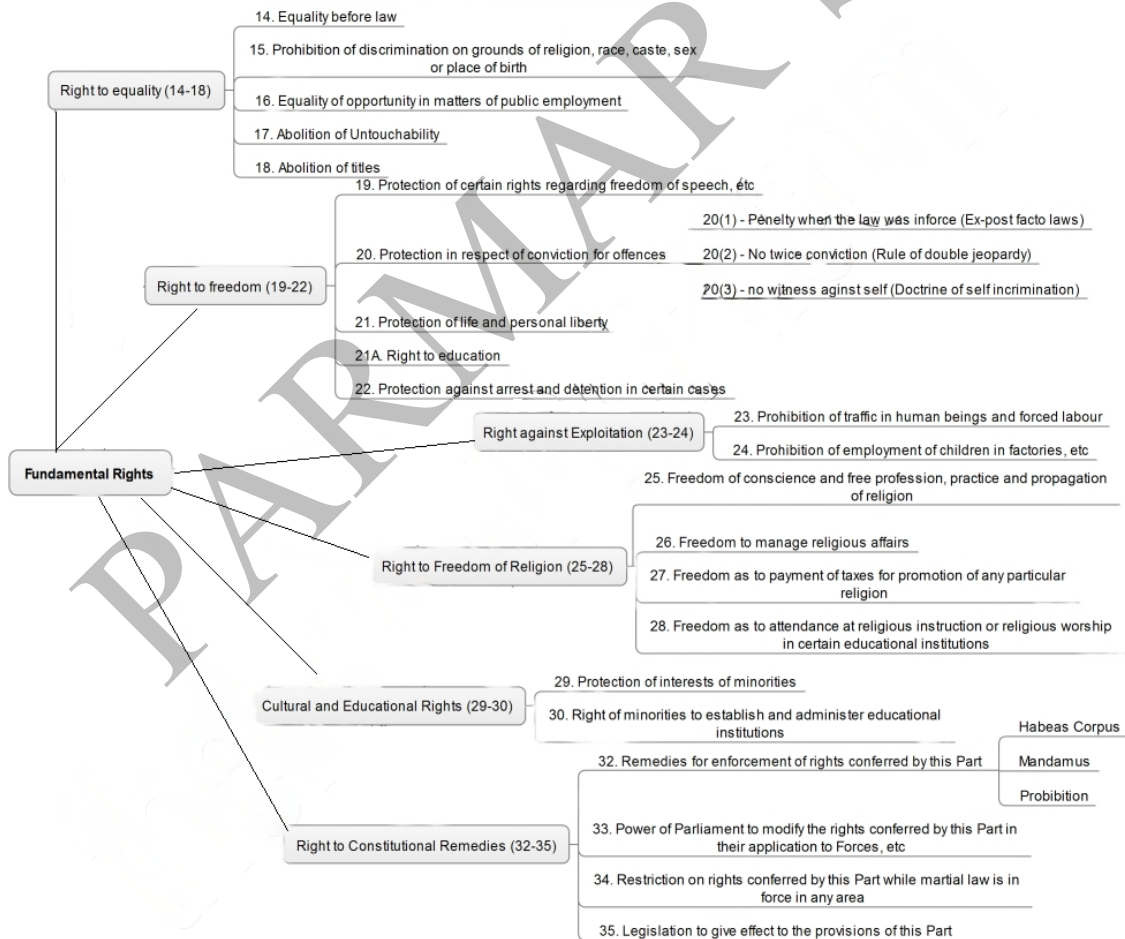 14. Equality before law
15. Prohibition of discrimination on grounds of religion, race, caste, sex
or place of birth
Right to equality (14-18)
16. Equality of opportunity in matters of public employment
17. Abolition of Untouchability
18. Abolition of titles
19. Protection of certain rights regarding freedom of speech, etc
20(1) - Penelty when the law was inforce (Ex-post facto laws)
20. Protection in respect of conviction for offences
20(2) - No twice conviction (Rule of double jeopardy)
20(3) - no witness aginst self (Doctrine of self incrimination)
Right to freedom (19-22)
21. Protection of life and personal liberty
21A. Right to education
22. Protection against arrest and detention in certain cases
Right against Exploitation (23-24)
23. Prohibition of traffic in human beings and forced labour
24. Prohibition of employment of children in factories, etc
Fundamental Rights
25. Freedom of conscience and free profession, practice and propagation
of religion
26. Freedom to manage religious affairs
Right to Freedom of Religion (25-28)
27. Freedom as to payment of taxes for promotion of any particular
religion
28. Freedom as to attendance at religious instruction or religious worship
in certain educational institutions
29. Protection of interests of minorities
Cultural and Educational Rights (29-30)
30. Right of minorities to establish and administer educational
institutions
32. Remedies for enforcement of rights conferred by this Part
Habeas Corpus
Mandamus
Probibition
33. Power of Parliament to modify the rights conferred by this Part in
their application to Forces, etc
Right to Constitutional Remedies (32-35)
34. Restriction on rights conferred by this Part while martial law is in
force in any area
35. Legislation to give effect to the provisions of this Part
PARMAR